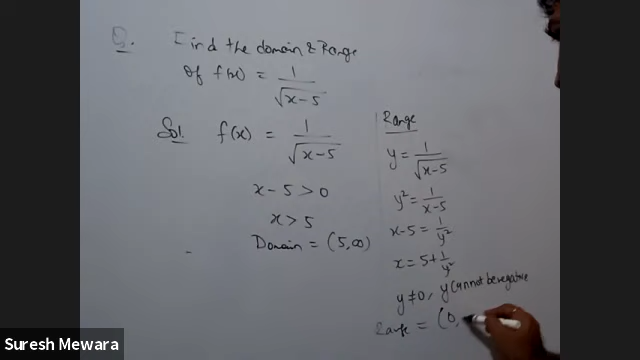 Q. Find the domain & Range
Of f(x) = 1/√(x-5)
Sol. f(x) = 1/√(x-5)
x-5 > 0
x > 5
Domain = (5,∞)
Range
y = 1/√(x-5)
y² = 1/(x-5)
x-5 = 1/y²
x = 5+1/y²
y≠0, y cannot be negative
Range = (0,
Suresh Mewara